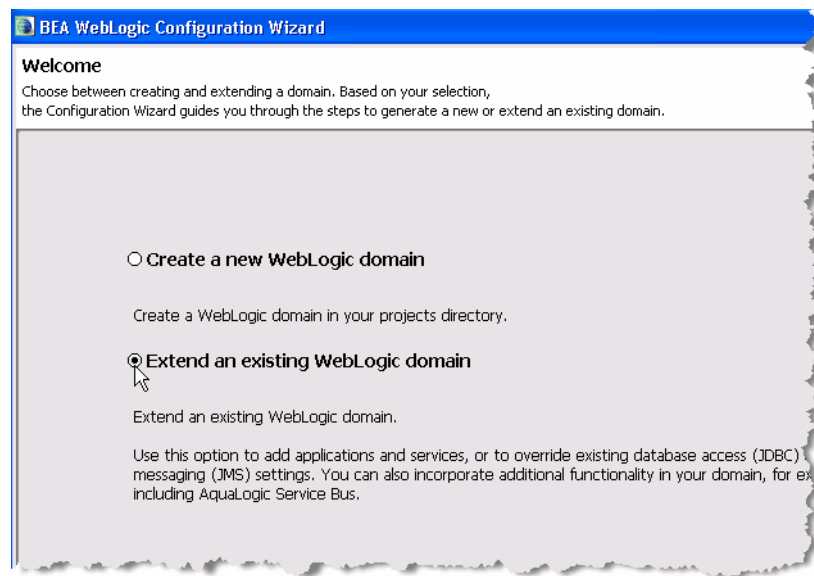 BEA WebLogic Configuration Wizard
Welcome
Choose between creating and extending a domain. Based on your selection,
the Configuration Wizard guides you through the steps to generate a new or extend an existing domain.
Create a new WebLogic domain
Create a WebLogic domain in your projects directory.
Extend an existing WebLogic domain
Extend an existing WebLogic domain.
Use this option to add applications and services, or to override existing database access (JDBC)
messaging (JMS) settings. You can also incorporate additional functionality in your domain, for
including AquaLogic Service Bus.